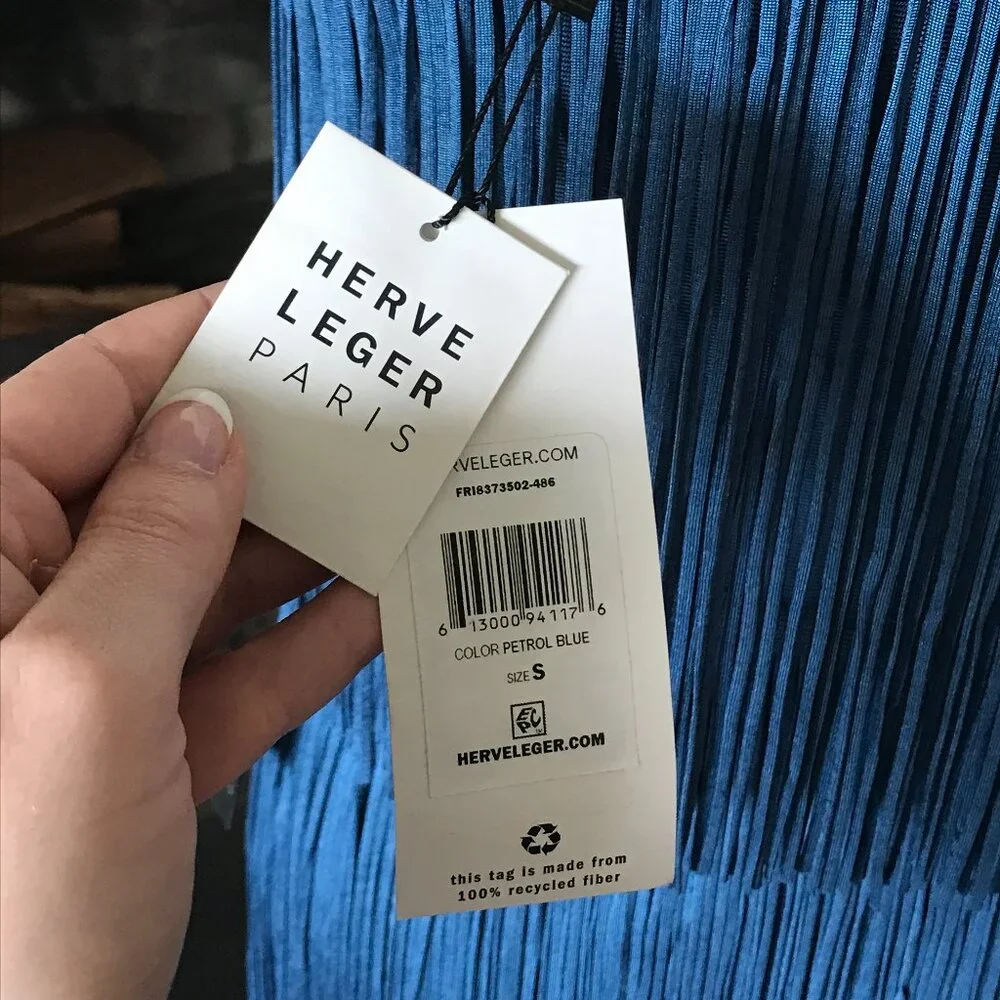 HERVE
LEGER
PARIS
RVELEGER.COM
FRI8373502-486
6 13000 94117 6
COLOR PETROL BLUE
SIZE S
EPC
HERVELEGER.COM
this tag is made from
100% recycled fiber